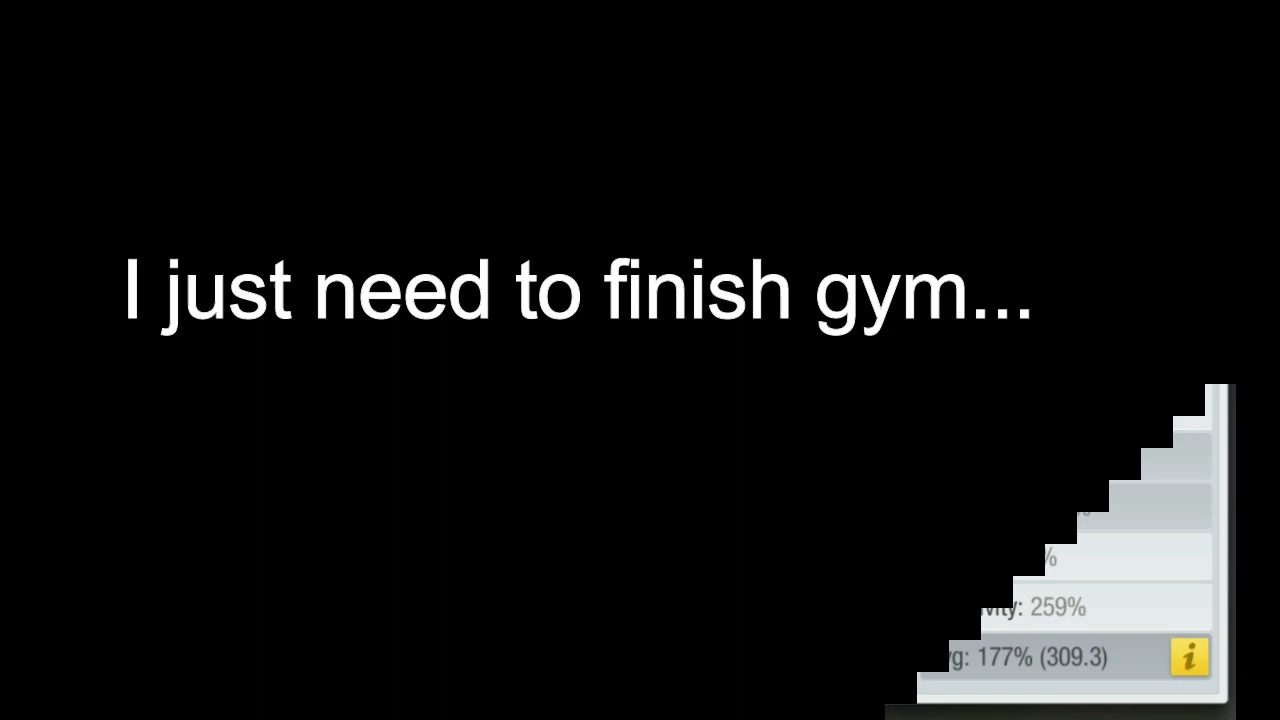 I just need to finish gym...
%
259%
177% (309.3)
i